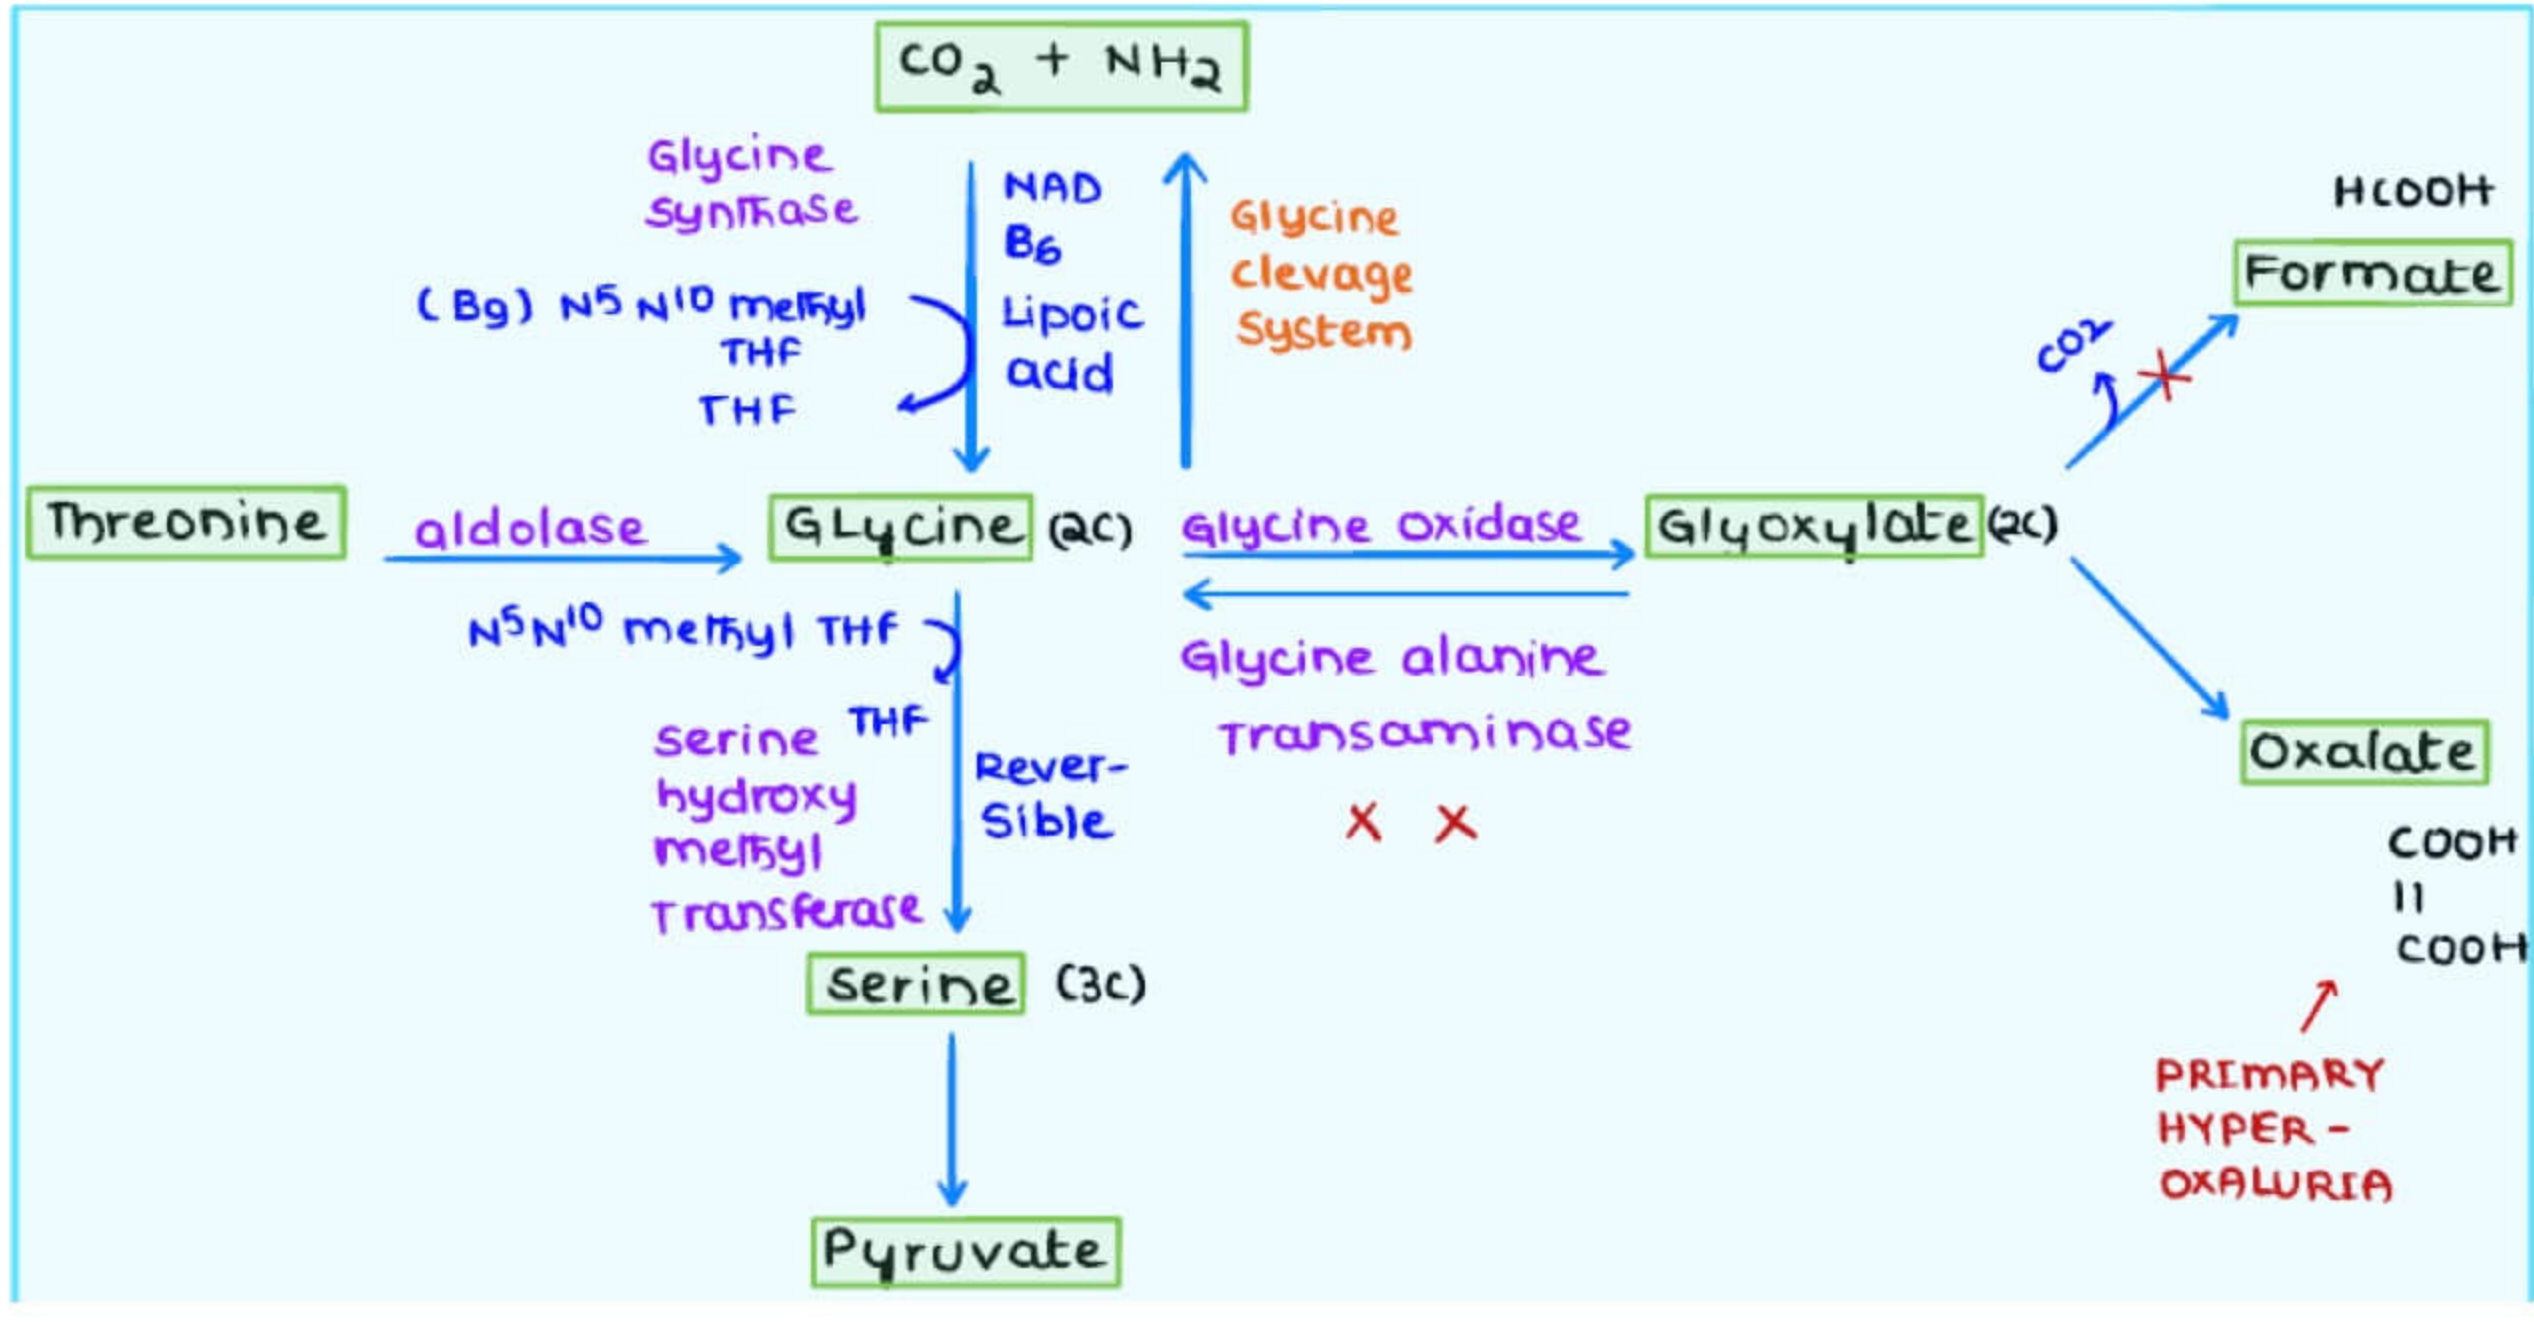 CO2 + NH2
Glycine
Synthase
NAD
B6
Lipoic
acid
Glycine
Clevage
System
(B9) N5 N10 methyl
THF
THF
HCOOH
Formate
CO2
Threonine
aldolase
GLycine (2C)
Glycine oxidase
Glyoxylate (2C)
N5N10 methyl THF
THF
Glycine alanine
Transaminase
X X
Serine
hydroxy
methyl
Transferase
Rever-
Sible
Oxalate
COOH
||
COOH
Serine (3C)
PRIMARY
HYPER-
OXALURIA
Pyruvate